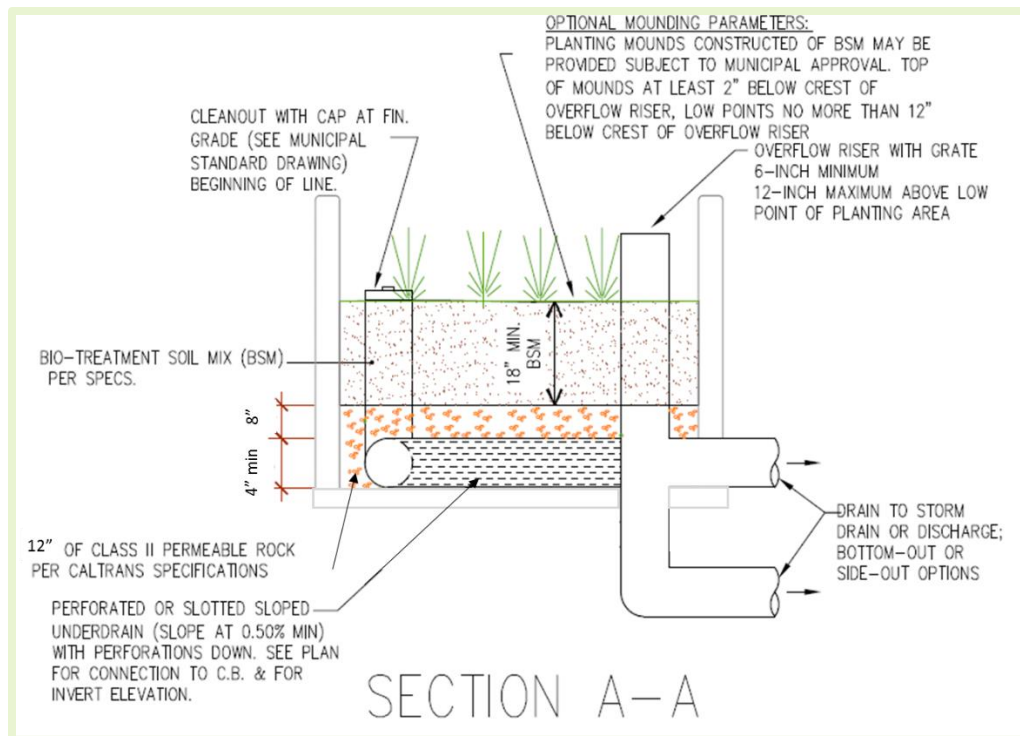 OPTIONAL MOUNDING PARAMETERS:
PLANTING MOUNDS CONSTRUCTED OF BSM MAY BE
PROVIDED SUBJECT TO MUNICIPAL APPROVAL. TOP
OF MOUNDS AT LEAST 2" BELOW CREST OF
OVERFLOW RISER, LOW POINTS NO MORE THAN 12"
BELOW CREST OF OVERFLOW RISER
CLEANOUT WITH CAP AT FIN.
GRADE (SEE MUNICIPAL
STANDARD DRAWING)
BEGINNING OF LINE.
OVERFLOW RISER WITH GRATE
6-INCH MINIMUM
12-INCH MAXIMUM ABOVE LOW
POINT OF PLANTING AREA
BIO-TREATMENT SOIL MIX (BSM)
PER SPECS.
18" MIN.
BSM
8"
4" min
12" OF CLASS II PERMEABLE ROCK
PER CALTRANS SPECIFICATIONS
DRAIN TO STORM
DRAIN OR DISCHARGE;
BOTTOM-OUT OR
SIDE-OUT OPTIONS
PERFORATED OR SLOTTED SLOPED
UNDERDRAIN (SLOPE AT 0.50% MIN)
WITH PERFORATIONS DOWN. SEE PLAN
FOR CONNECTION TO C.B. & FOR
INVERT ELEVATION.
SECTION A-A